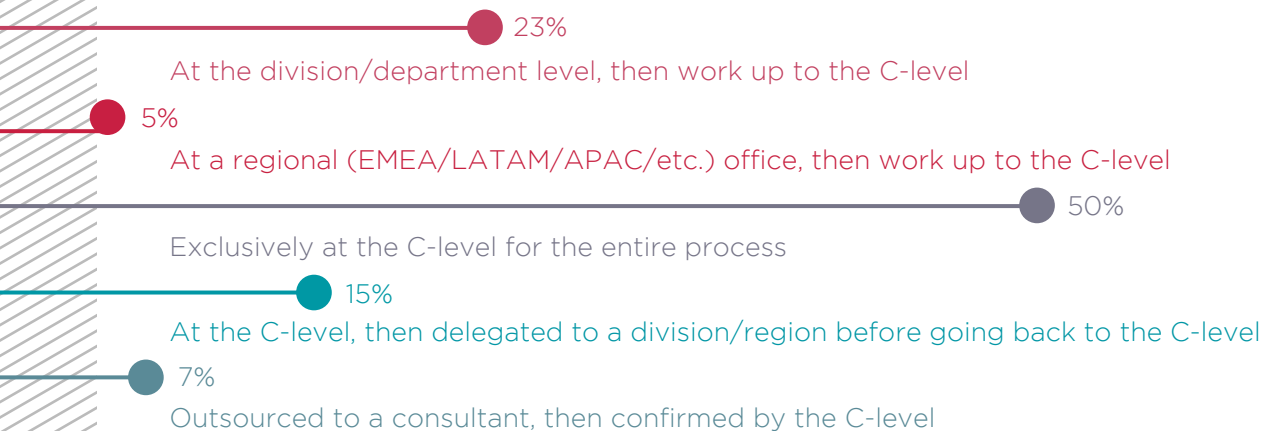 23%
At the division/department level, then work up to the C-level
5%
At a regional (EMEA/LATAM/APAC/etc.) office, then work up to the C-level
50%
Exclusively at the C-level for the entire process
15%
At the C-level, then delegated to a division/region before going back to the C-level
7%
Outsourced to a consultant, then confirmed by the C-level